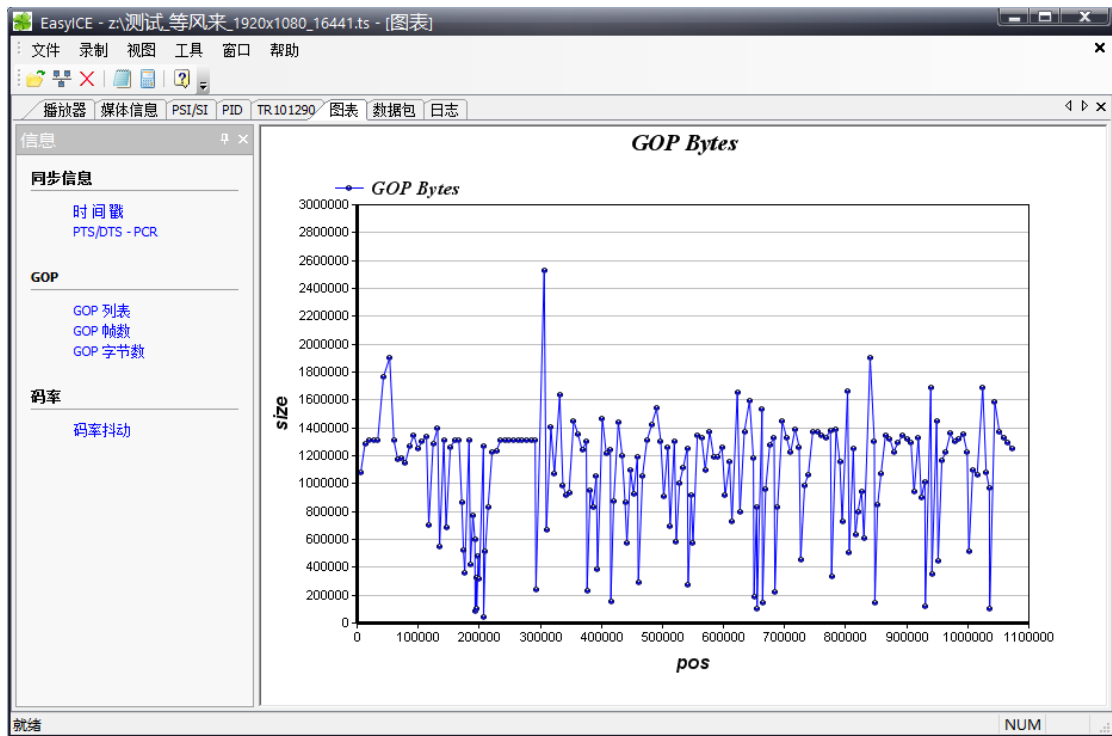 EasyICE - z:\测试_等风来_1920x1080_16441.ts - [图表]
文件 录制 视图 工具 窗口 帮助
播放器 媒体信息 PSI/SI PID TR101290 图表 数据包 日志
信息
同步信息
时间戳
PTS/DTS - PCR
GOP
GOP 列表
GOP 帧数
GOP 字节数
码率
码率抖动
GOP Bytes
GOP Bytes
3000000
2800000
2600000
2400000
2200000
2000000
1800000
1600000
1400000
1200000
1000000
800000
600000
400000
200000
0
size
0 100000 200000 300000 400000 500000 600000 700000 800000 900000 1000000 1100000
pos
就绪 NUM